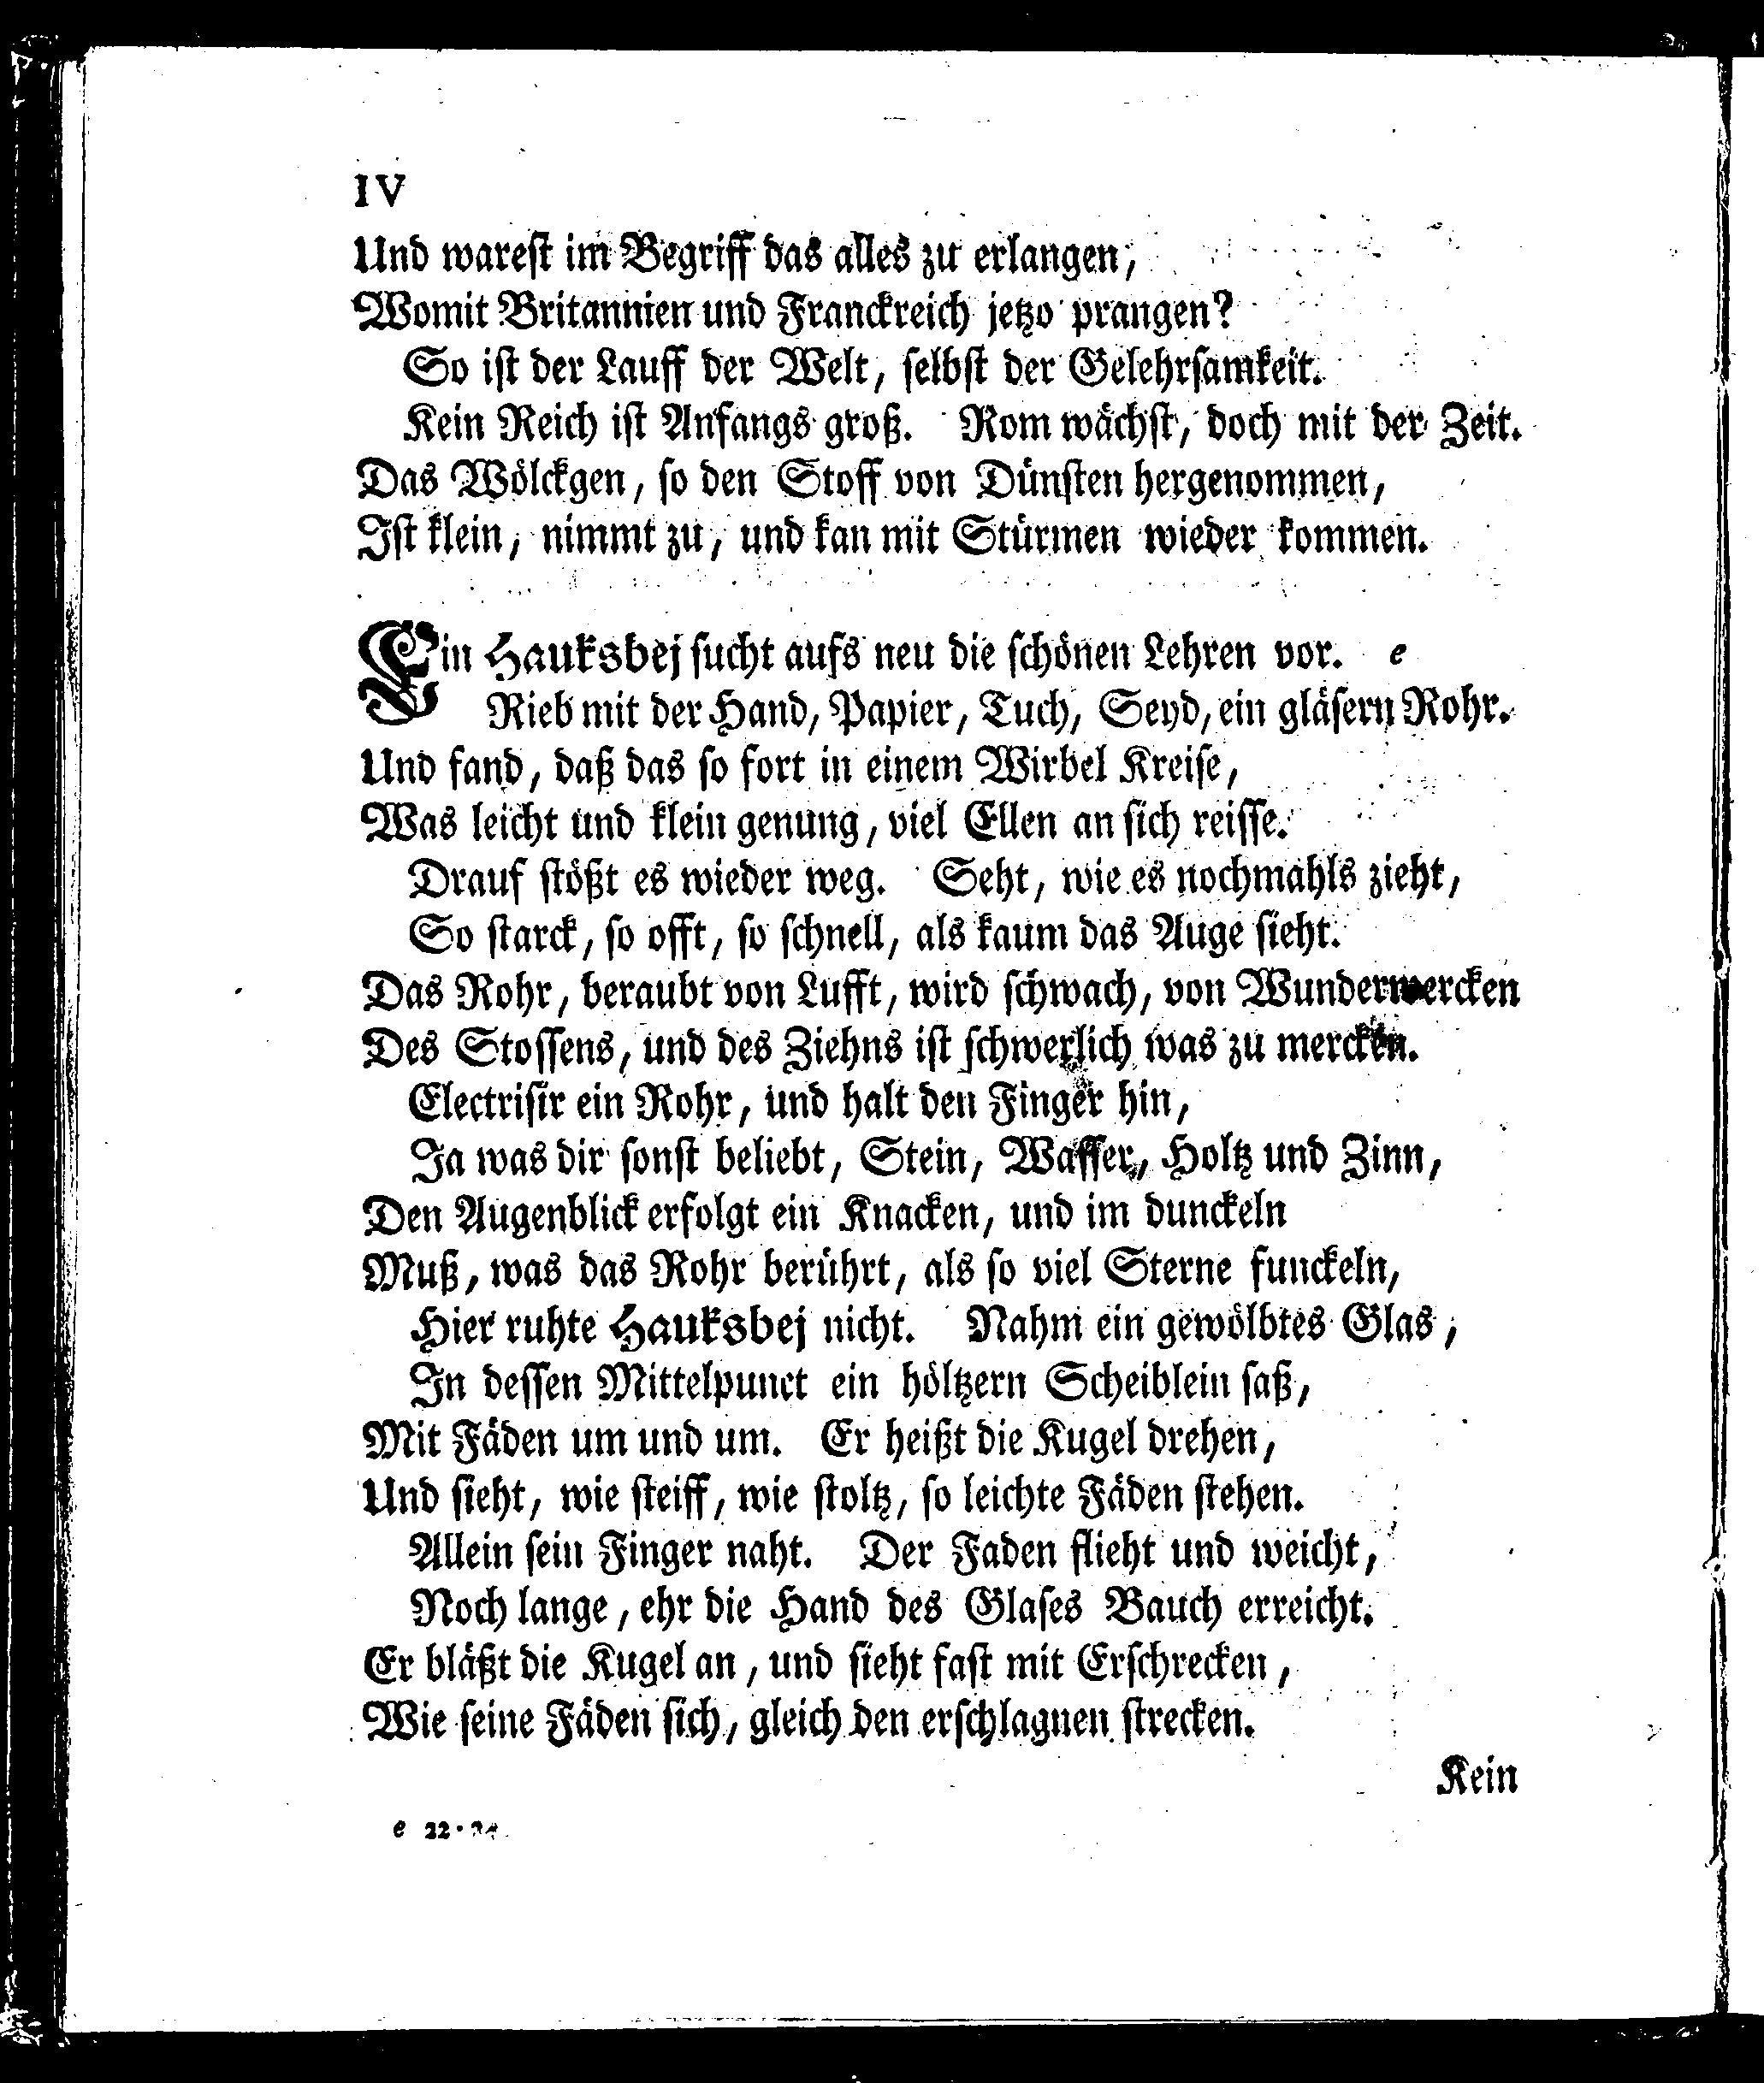 IV
Und warest im Begriff das alles zu erlangen,
Womit Britannien und Franckreich jetzo prangen?
So ist der Lauff der Welt, selbst der Gelehrsamkeit.
Kein Reich ist Anfangs groß. Rom wächst, doch mit der Zeit.
Das Wölckgen, so den Stoff von Dünsten hergenommen,
Ist klein, nimmt zu, und kan mit Stürmen wieder kommen.
Ein Hauksbej sucht aufs neu die schönen Lehren vor. e
Rieb mit der Hand, Papier, Tuch, Seyd, ein gläsern Rohr.
Und fand, daß das so fort in einem Wirbel Kreise,
Was leicht und klein genung, viel Ellen an sich reisse.
Drauf stößt es wieder weg. Seht, wie es nochmahls zieht,
So starck, so offt, so schnell, als kaum das Auge sieht.
Das Rohr, beraubt von Lufft, wird schwach, von Wunderwercken
Des Stossens, und des Ziehns ist schwerlich was zu mercken.
Electrisir ein Rohr, und halt den Finger hin,
Ja was dir sonst beliebt, Stein, Wasser, Holtz und Zinn,
Den Augenblick erfolgt ein Knacken, und im dunckeln
Muß, was das Rohr berührt, als so viel Sterne funckeln,
Hier ruhte Hauksbej nicht. Nahm ein gewölbtes Glas,
In dessen Mittelpunct ein höltzern Scheiblein saß,
Mit Fäden um und um. Er heißt die Kugel drehen,
Und sieht, wie steiff, wie stoltz, so leichte Fäden stehen.
Allein sein Finger naht. Der Faden flieht und weicht,
Noch lange, ehr die Hand des Glases Bauch erreicht.
Er bläßt die Kugel an, und sieht fast mit Erschrecken,
Wie seine Fäden sich, gleich den erschlagnen strecken.
Kein
e 22.